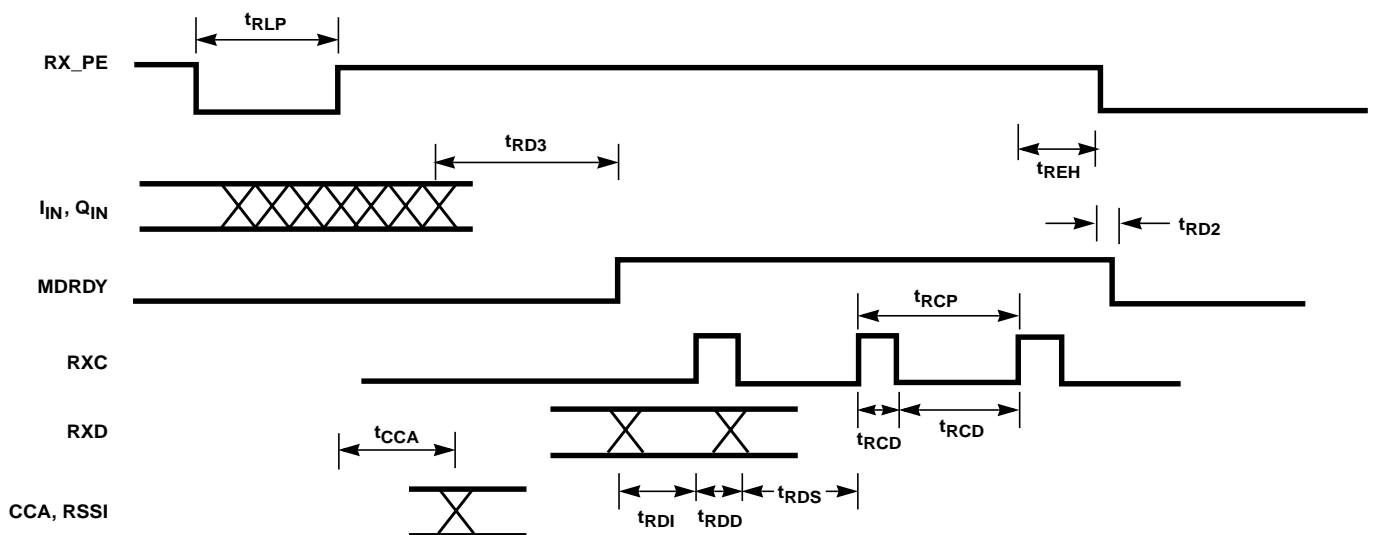 tRLP
RX_PE
tRD3
tREH
IIN, QIN
tRD2
MDRDY
tRCP
RXC
RXD
tRCD
tRCD
tCCA
tRDS
CCA, RSSI
tRDI
tRDD